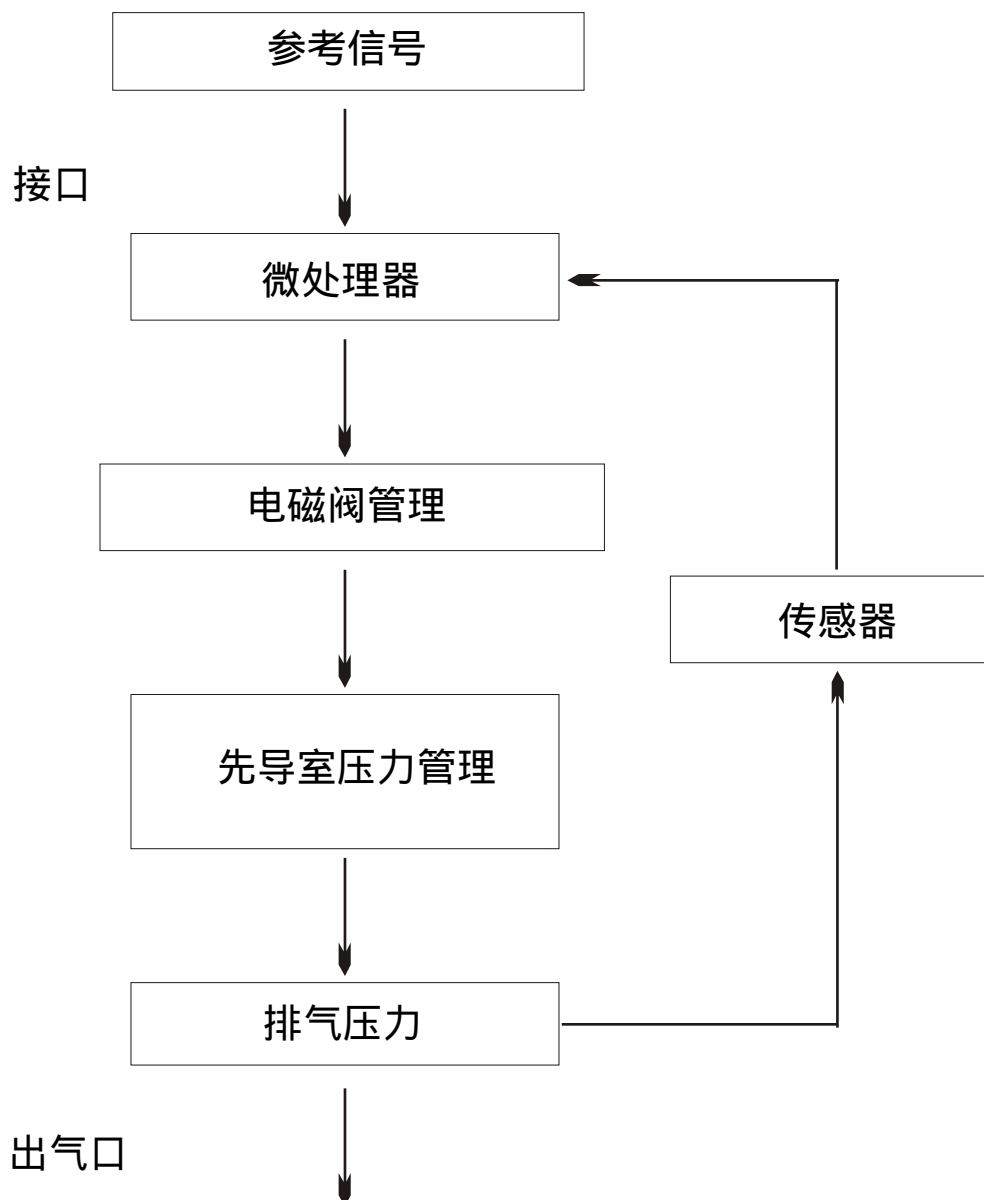 参考信号
接口
微处理器
电磁阀管理
传感器
先导室压力管理
排气压力
出气口